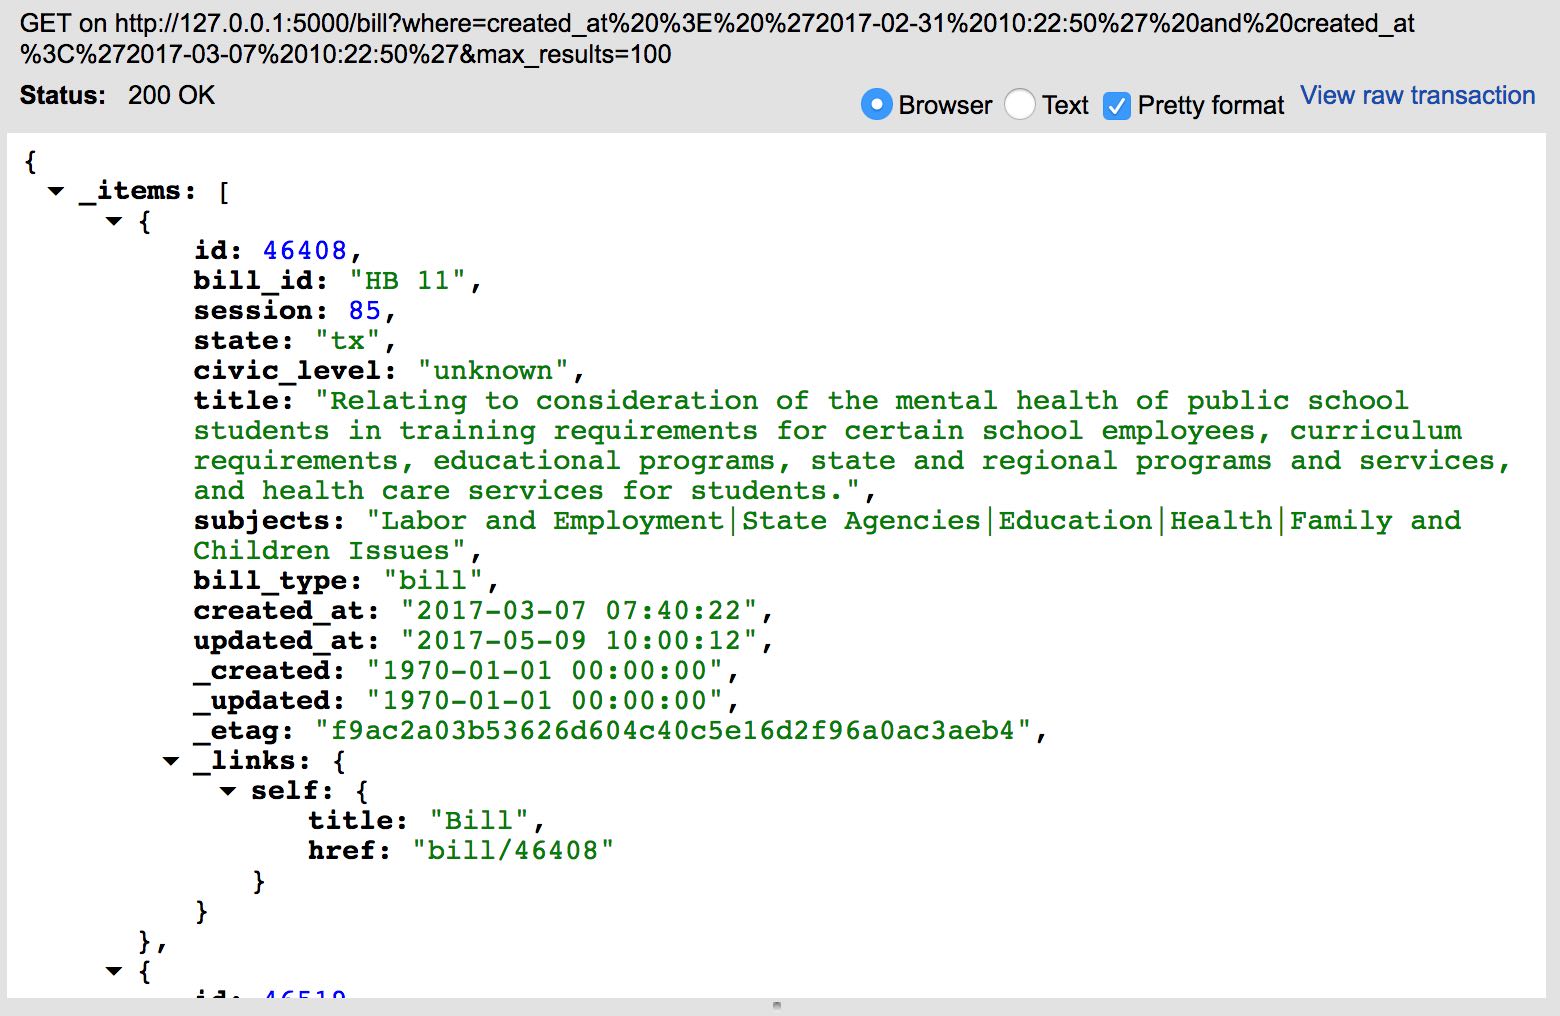 GET on http://127.0.0.1:5000/bill?where=created_at%20%3E%20%272017-02-31%2010:22:50%27%20and%20created_at
%3C%272017-03-07%2010:22:50%27&max_results=100
Status: 200 OK
Browser Text Pretty format View raw transaction
{
_items: [
{
id: 46408,
bill_id: "HB 11",
session: 85,
state: "tx",
civic_level: "unknown",
title: "Relating to consideration of the mental health of public school
students in training requirements for certain school employees, curriculum
requirements, educational programs, state and regional programs and services,
and health care services for students.",
subjects: "Labor and Employment|State Agencies|Education|Health|Family and
Children Issues",
bill_type: "bill",
created_at: "2017-03-07 07:40:22",
updated_at: "2017-05-09 10:00:12",
_created: "1970-01-01 00:00:00",
_updated: "1970-01-01 00:00:00",
_etag: "f9ac2a03b53626d604c40c5e16d2f96a0ac3aeb4",
_links: {
self: {
title: "Bill",
href: "bill/46408"
}
}
},
{
id: 46519